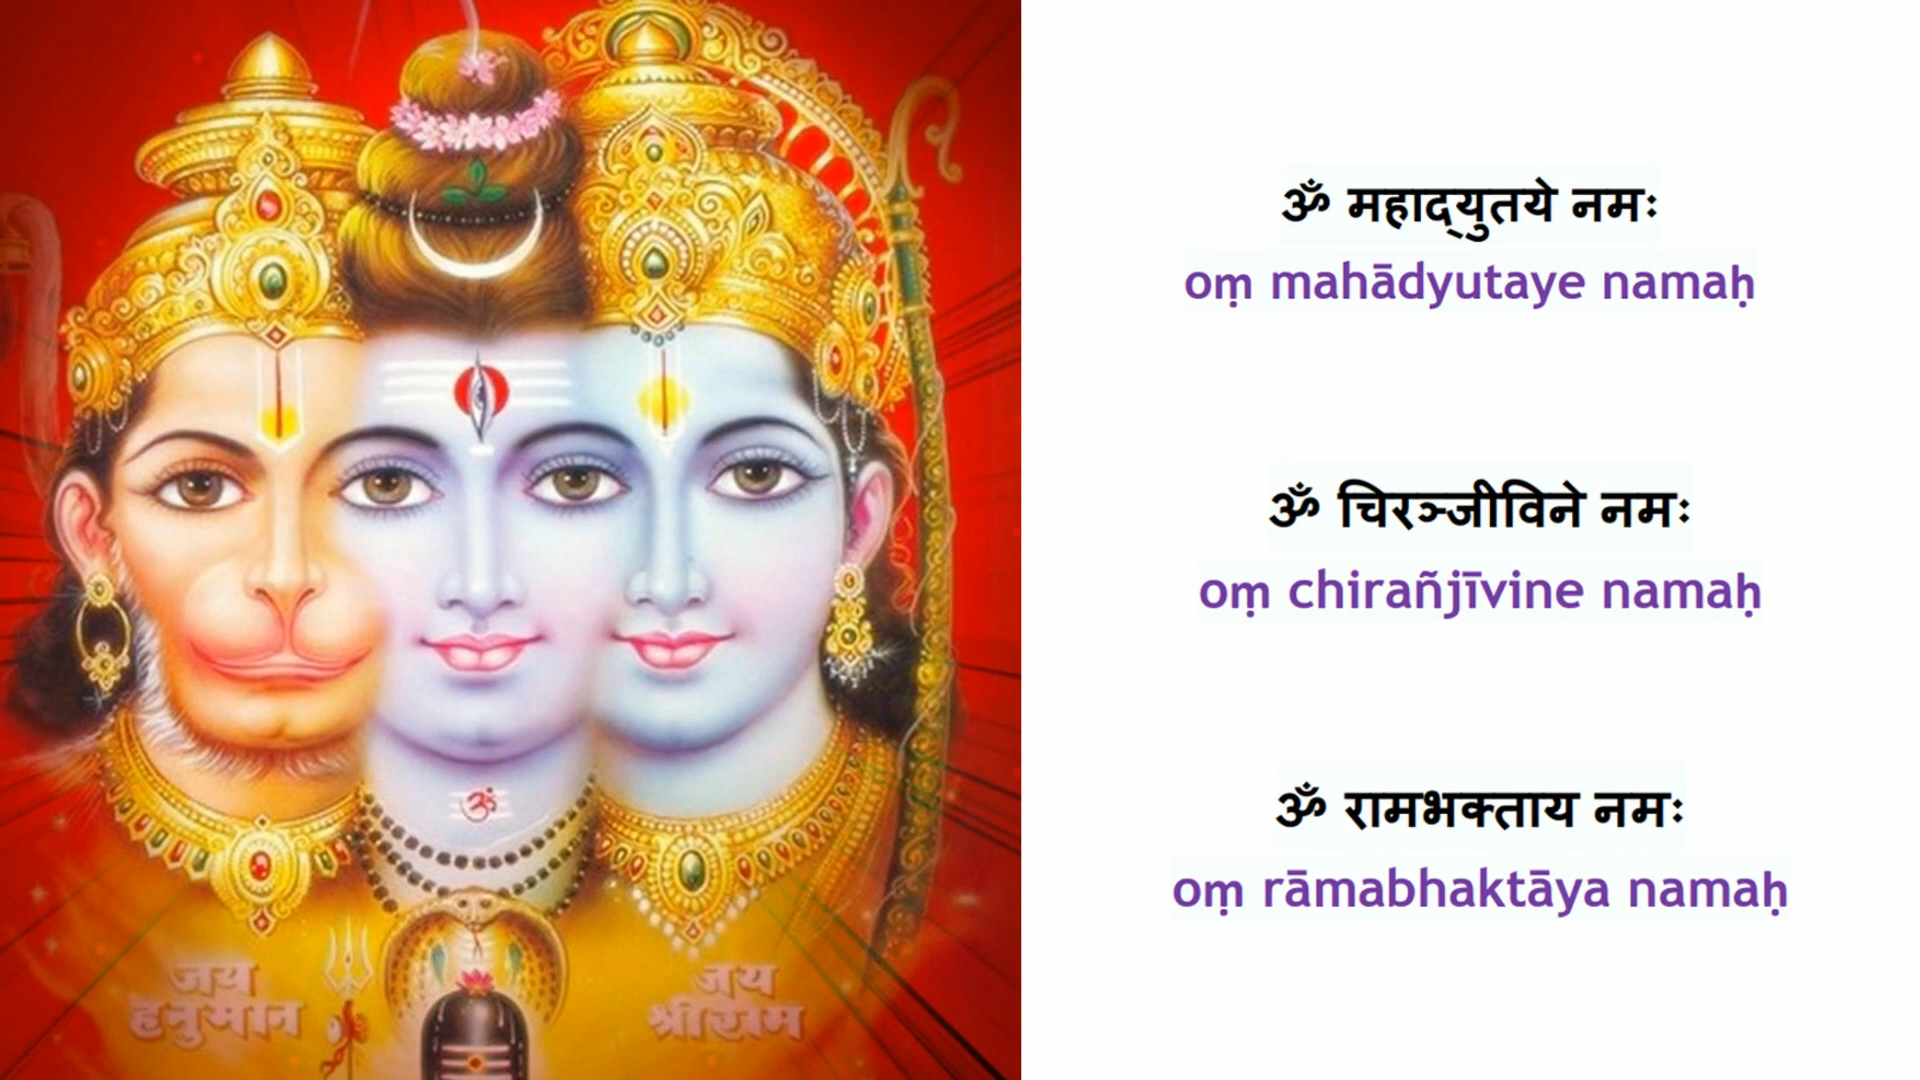 ॐ महाद्युतये नमः
oṃ mahādyutaye namaḥ
ॐ चिरञ्जीविने नमः
oṃ chirañjīvine namaḥ
ॐ रामभक्ताय नमः
oṃ rāmabhaktāya namaḥ
ॐ
जय
हनुमान
जय
श्रीराम